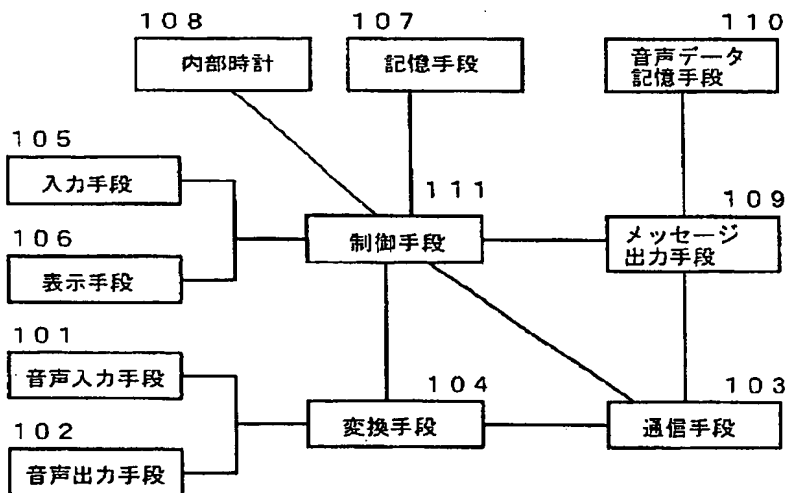 １０８
内部時計
１０７
記憶手段
１１０
音声データ
記憶手段
１０５
入力手段
１１１
制御手段
１０９
メッセージ
出力手段
１０６
表示手段
１０１
音声入力手段
１０４
変換手段
１０３
通信手段
１０２
音声出力手段